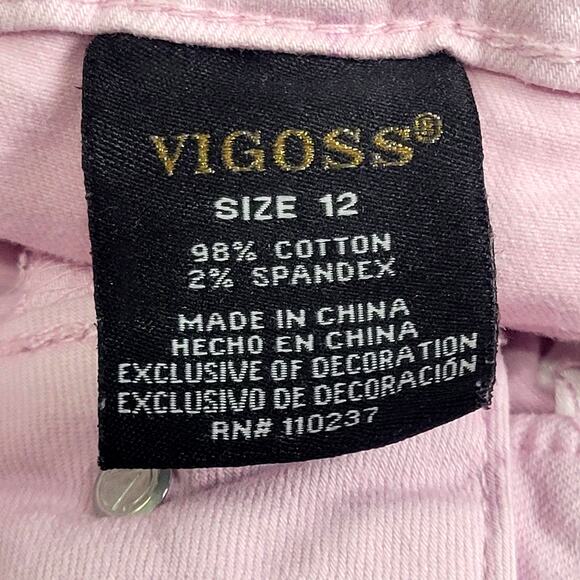 VIGOSS®
SIZE 12
98% COTTON
2% SPANDEX
MADE IN CHINA
HECHO EN CHINA
EXCLUSIVE OF DECORATION
EXCLUSIVO DE DECORACIÓN
RN# 110237